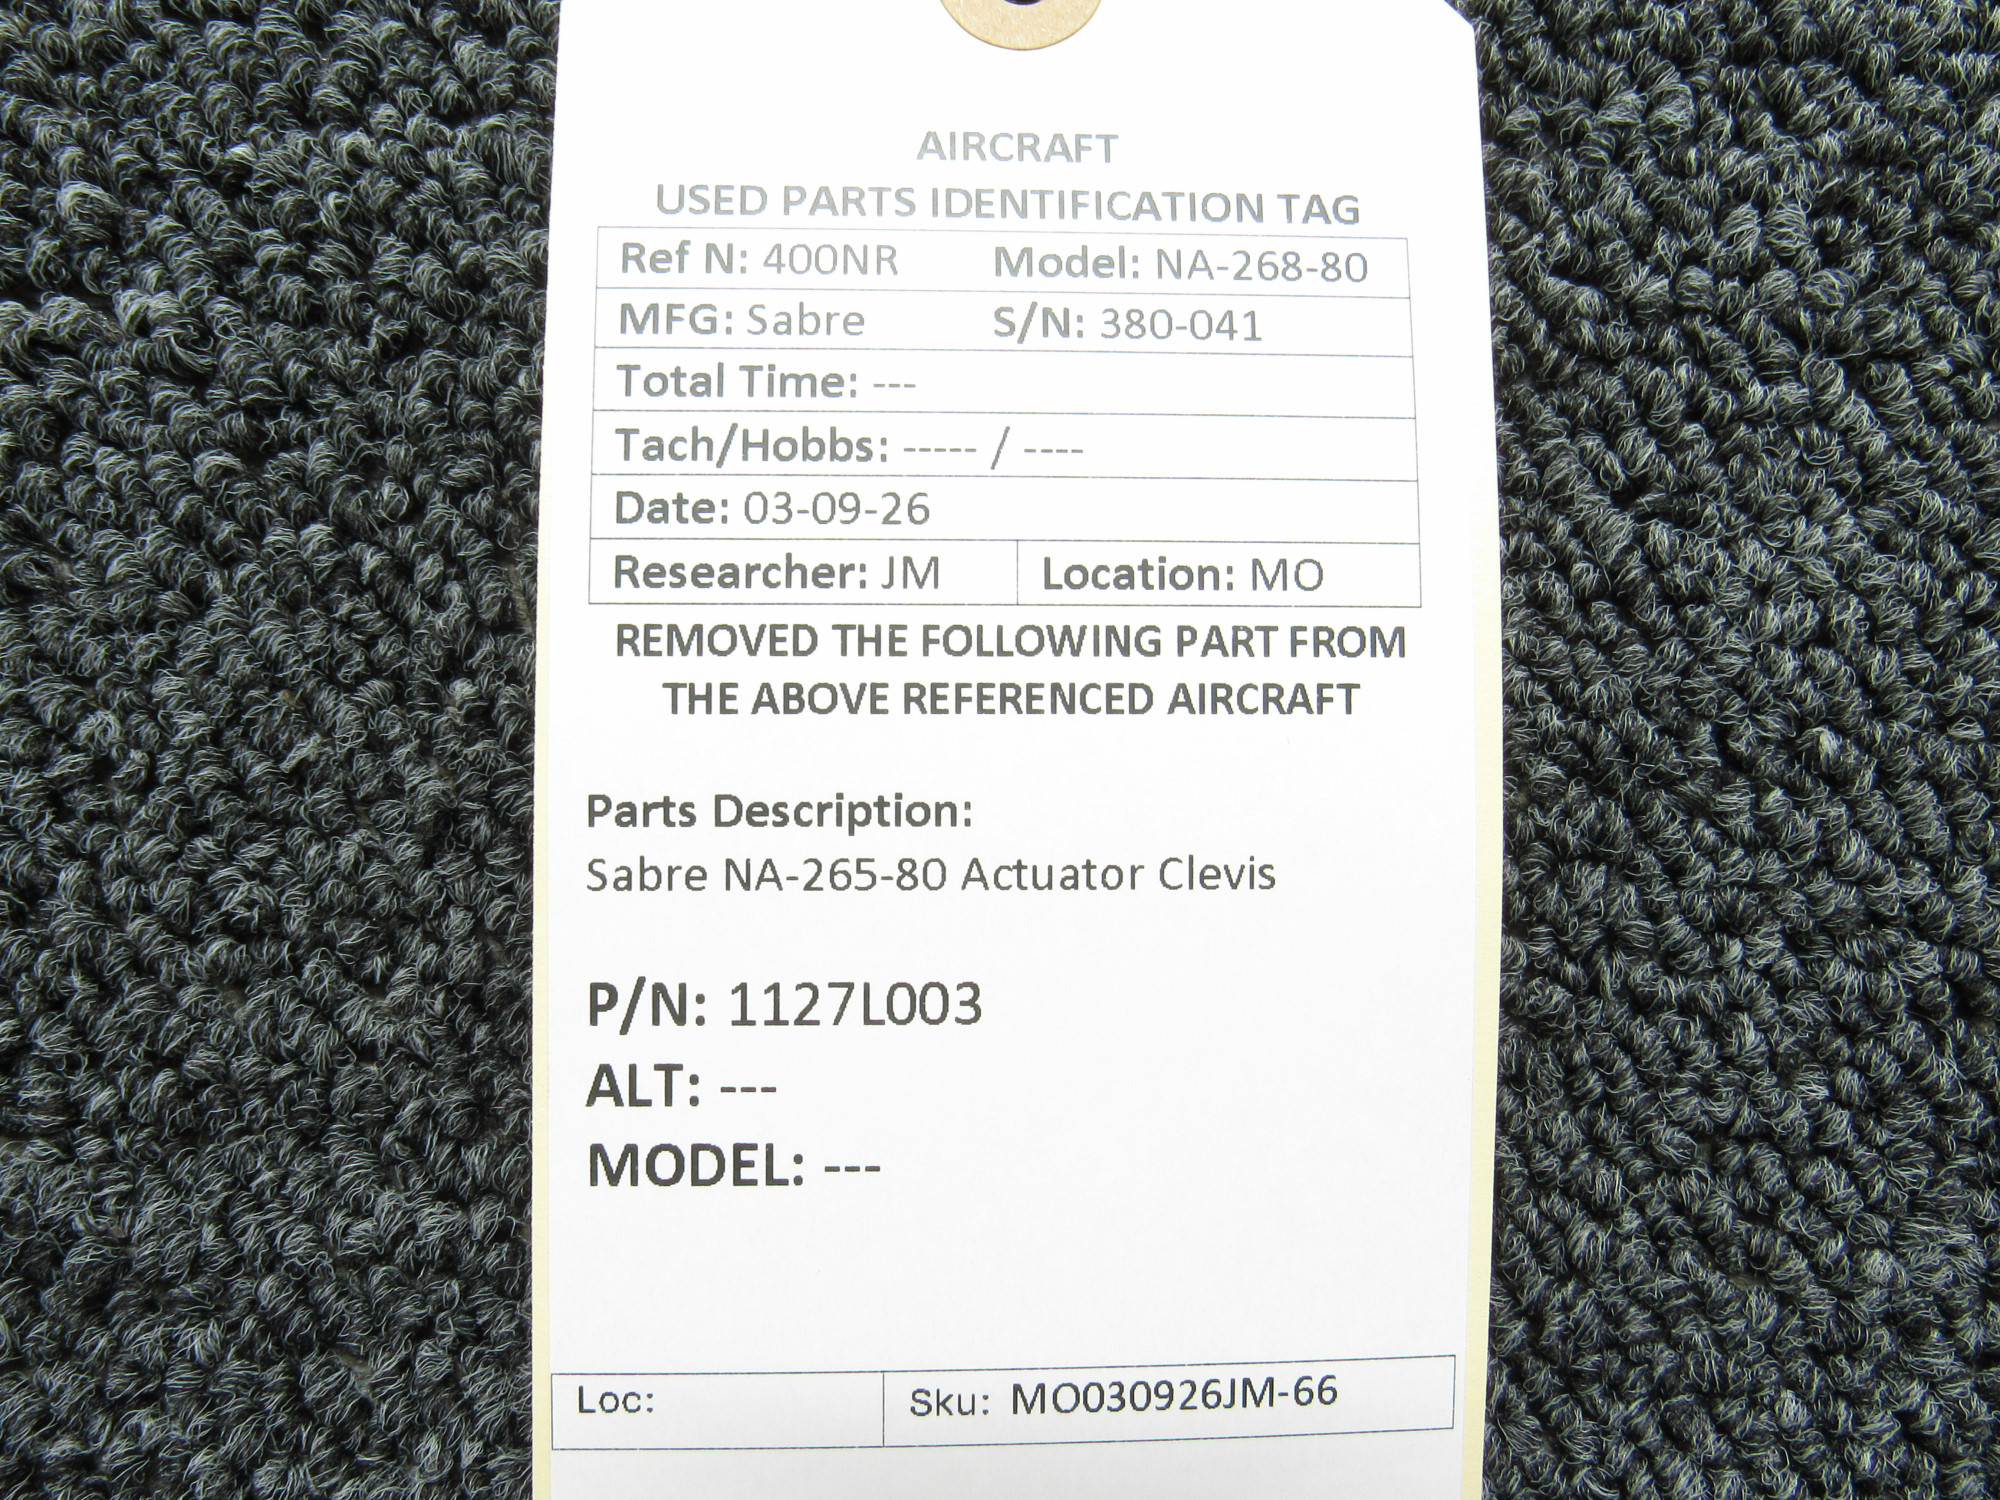 AIRCRAFT
USED PARTS IDENTIFICATION TAG
Ref N: 400NR Model: NA-268-80
MFG: Sabre S/N: 380-041
Total Time: ---
Tach/Hobbs: ----- / ----
Date: 03-09-26
Researcher: JM Location: MO
REMOVED THE FOLLOWING PART FROM
THE ABOVE REFERENCED AIRCRAFT
Parts Description:
Sabre NA-265-80 Actuator Clevis
P/N: 1127L003
ALT: ---
MODEL: ---
Loc: Sku: MO030926JM-66